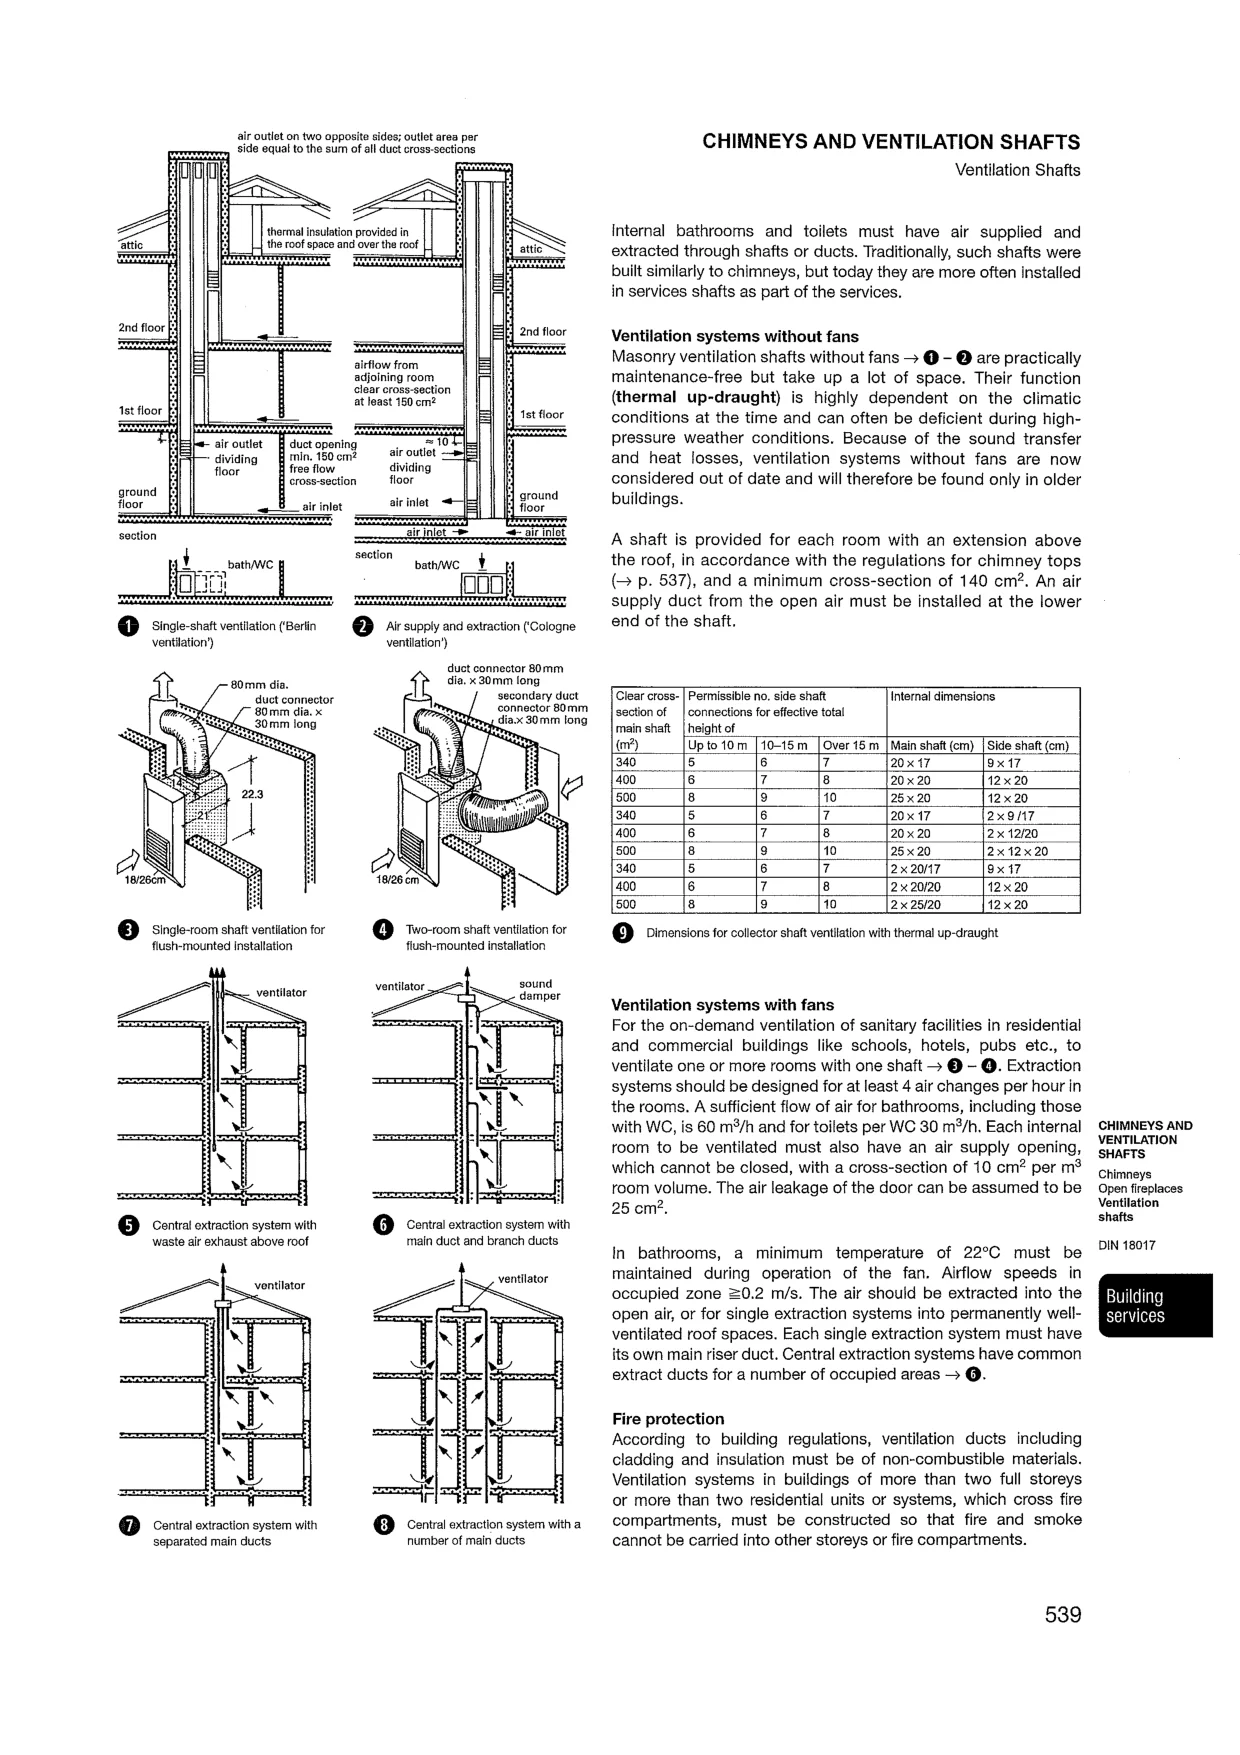 air outlet on two opposite sides; outlet area per
side equal to the sum of all duct cross-sections
thermal insulation provided in
the roof space and over the roof
attic
attic
2nd floor
2nd floor
airflow from
adjoining room
clear cross-section
at least 150 cm²
1st floor
1st floor
air outlet
dividing
floor
duct opening
min. 150 cm²
free flow
cross-section
≈ 10
air outlet
dividing
floor
ground
floor
air inlet
air inlet
ground
floor
section
air inlet
air inlet
section
bath/WC
bath/WC
1 Single-shaft ventilation ('Berlin
ventilation')
2 Air supply and extraction ('Cologne
ventilation')
80 mm dia.
duct connector
80 mm dia. x
30 mm long
22.3
21
18/26cm
duct connector 80 mm
dia. x 30 mm long
secondary duct
connector 80 mm
dia.x 30 mm long
18/26 cm
3 Single-room shaft ventilation for
flush-mounted installation
4 Two-room shaft ventilation for
flush-mounted installation
ventilator
ventilator
sound
damper
5 Central extraction system with
waste air exhaust above roof
6 Central extraction system with
main duct and branch ducts
ventilator
ventilator
7 Central extraction system with
separated main ducts
8 Central extraction system with a
number of main ducts
CHIMNEYS AND VENTILATION SHAFTS
Ventilation Shafts
Internal bathrooms and toilets must have air supplied and
extracted through shafts or ducts. Traditionally, such shafts were
built similarly to chimneys, but today they are more often installed
in services shafts as part of the services.
Ventilation systems without fans
Masonry ventilation shafts without fans → 1 – 2 are practically
maintenance-free but take up a lot of space. Their function
(thermal up-draught) is highly dependent on the climatic
conditions at the time and can often be deficient during high-
pressure weather conditions. Because of the sound transfer
and heat losses, ventilation systems without fans are now
considered out of date and will therefore be found only in older
buildings.
A shaft is provided for each room with an extension above
the roof, in accordance with the regulations for chimney tops
(→ p. 537), and a minimum cross-section of 140 cm². An air
supply duct from the open air must be installed at the lower
end of the shaft.
Clear cross-
section of
main shaft
(m²)
Permissible no. side shaft
connections for effective total
height of
Internal dimensions
Up to 10 m 10–15 m Over 15 m Main shaft (cm) Side shaft (cm)
340 5 6 7 20 x 17 9 x 17
400 6 7 8 20 x 20 12 x 20
500 8 9 10 25 x 20 12 x 20
340 5 6 7 20 x 17 2 x 9 /17
400 6 7 8 20 x 20 2 x 12/20
500 8 9 10 25 x 20 2 x 12 x 20
340 5 6 7 2 x 20/17 9 x 17
400 6 7 8 2 x 20/20 12 x 20
500 8 9 10 2 x 25/20 12 x 20
9 Dimensions for collector shaft ventilation with thermal up-draught
Ventilation systems with fans
For the on-demand ventilation of sanitary facilities in residential
and commercial buildings like schools, hotels, pubs etc., to
ventilate one or more rooms with one shaft → 3 – 4. Extraction
systems should be designed for at least 4 air changes per hour in
the rooms. A sufficient flow of air for bathrooms, including those
with WC, is 60 m³/h and for toilets per WC 30 m³/h. Each internal
room to be ventilated must also have an air supply opening,
which cannot be closed, with a cross-section of 10 cm² per m³
room volume. The air leakage of the door can be assumed to be
25 cm².
In bathrooms, a minimum temperature of 22°C must be
maintained during operation of the fan. Airflow speeds in
occupied zone ≧0.2 m/s. The air should be extracted into the
open air, or for single extraction systems into permanently well-
ventilated roof spaces. Each single extraction system must have
its own main riser duct. Central extraction systems have common
extract ducts for a number of occupied areas → 6.
Fire protection
According to building regulations, ventilation ducts including
cladding and insulation must be of non-combustible materials.
Ventilation systems in buildings of more than two full storeys
or more than two residential units or systems, which cross fire
compartments, must be constructed so that fire and smoke
cannot be carried into other storeys or fire compartments.
CHIMNEYS AND
VENTILATION
SHAFTS
Chimneys
Open fireplaces
Ventilation
shafts
DIN 18017
Building
services
539